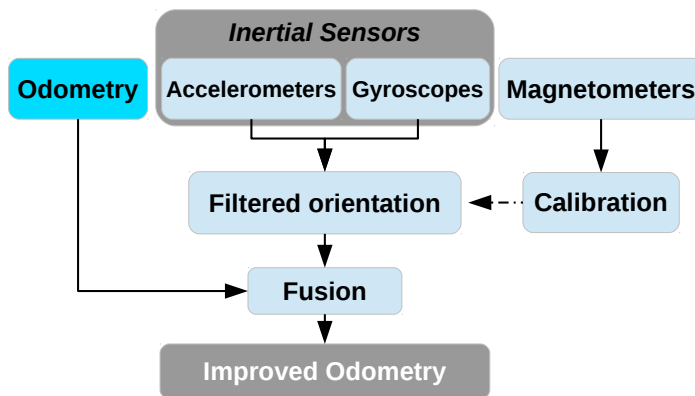 Inertial Sensors
Odometry
Accelerometers
Gyroscopes
Magnetometers
Filtered orientation
Calibration
Fusion
Improved Odometry